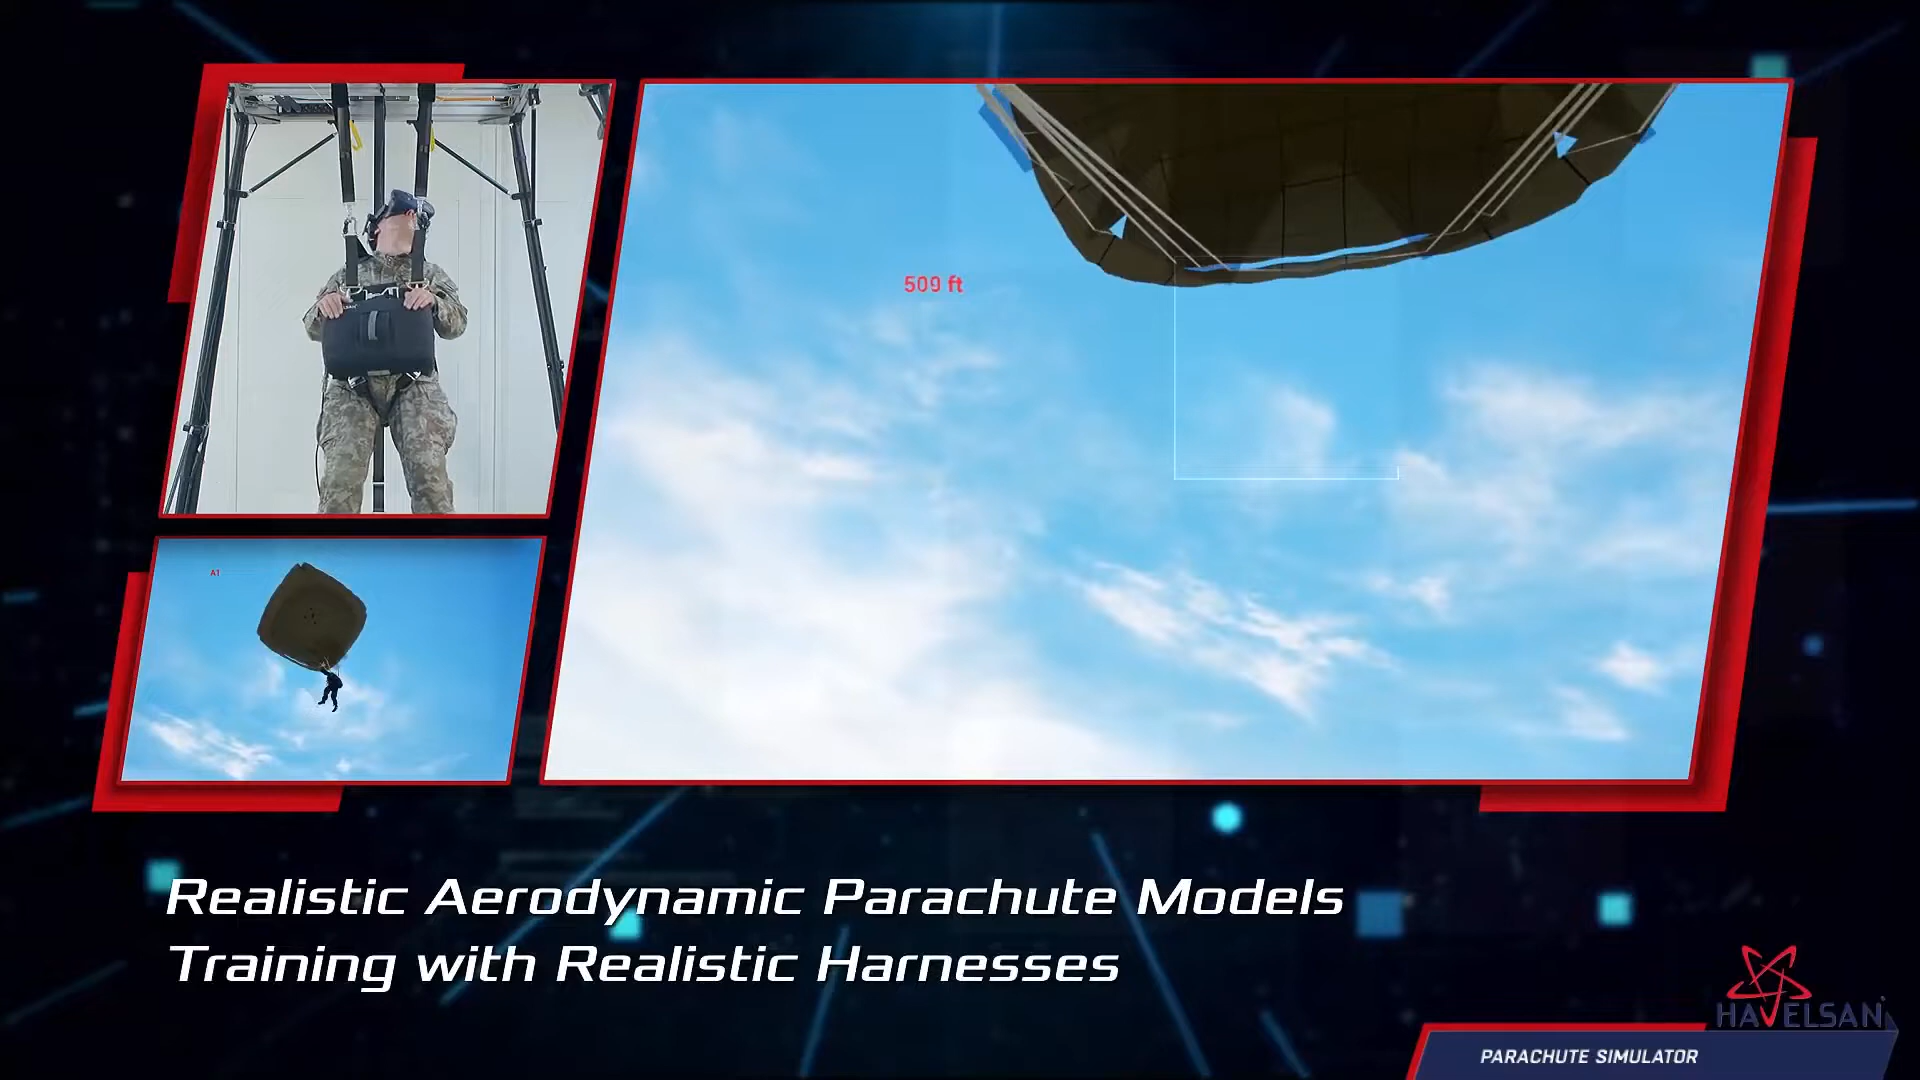 509 ft
A1
Realistic Aerodynamic Parachute Models
Training with Realistic Harnesses
HAVELSAN
PARACHUTE SIMULATOR